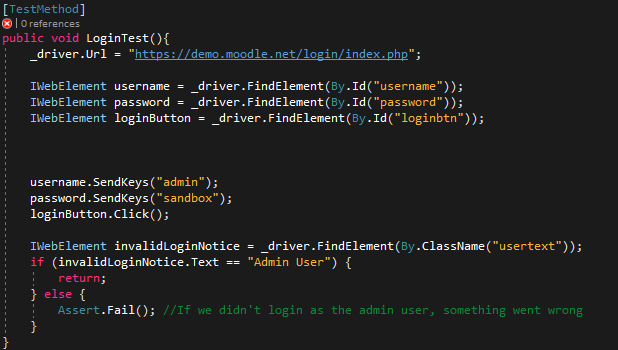 [TestMethod]
| 0 references
public void LoginTest(){
_driver.Url = "https://demo.moodle.net/login/index.php";
IWebElement username = _driver.FindElement(By.Id("username"));
IWebElement password = _driver.FindElement(By.Id("password"));
IWebElement loginButton = _driver.FindElement(By.Id("loginbtn"));
username.SendKeys("admin");
password.SendKeys("sandbox");
loginButton.Click();
IWebElement invalidLoginNotice = _driver.FindElement(By.ClassName("usertext"));
if (invalidLoginNotice.Text == "Admin User") {
return;
} else {
Assert.Fail(); //If we didn't login as the admin user, something went wrong
}
}